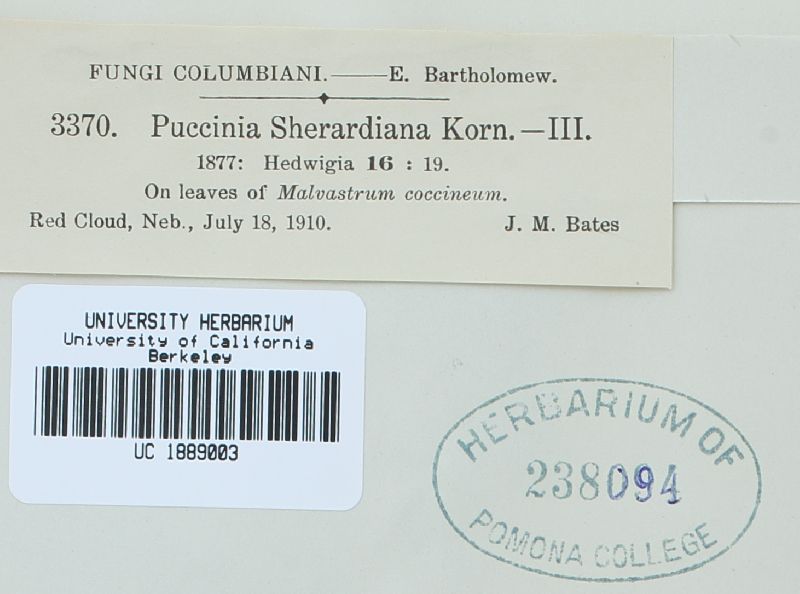 FUNGI COLUMBIANI.——E. Bartholomew.
3370. Puccinia Sherardiana Korn.—III.
1877: Hedwigia 16 : 19.
On leaves of Malvastrum coccineum.
Red Cloud, Neb., July 18, 1910. J. M. Bates
UNIVERSITY HERBARIUM
University of California
Berkeley
UC 1889003
HERBARIUM OF
238094
POMONA COLLEGE